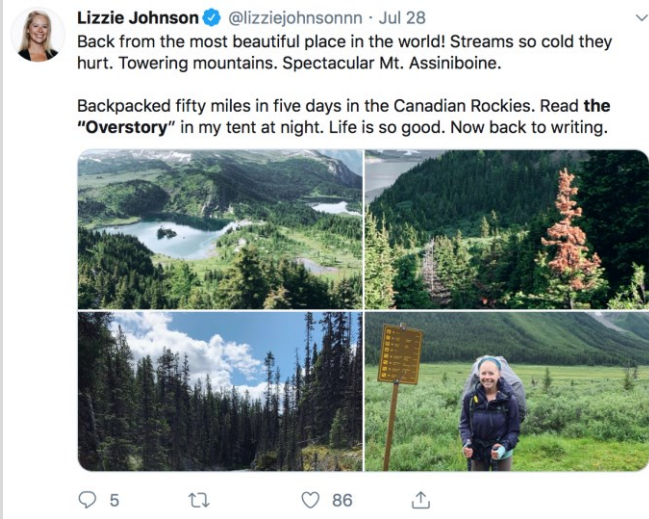 Lizzie Johnson @lizziejohnsonnn · Jul 28
Back from the most beautiful place in the world! Streams so cold they
hurt. Towering mountains. Spectacular Mt. Assiniboine.
Backpacked fifty miles in five days in the Canadian Rockies. Read the
“Overstory” in my tent at night. Life is so good. Now back to writing.
5
86